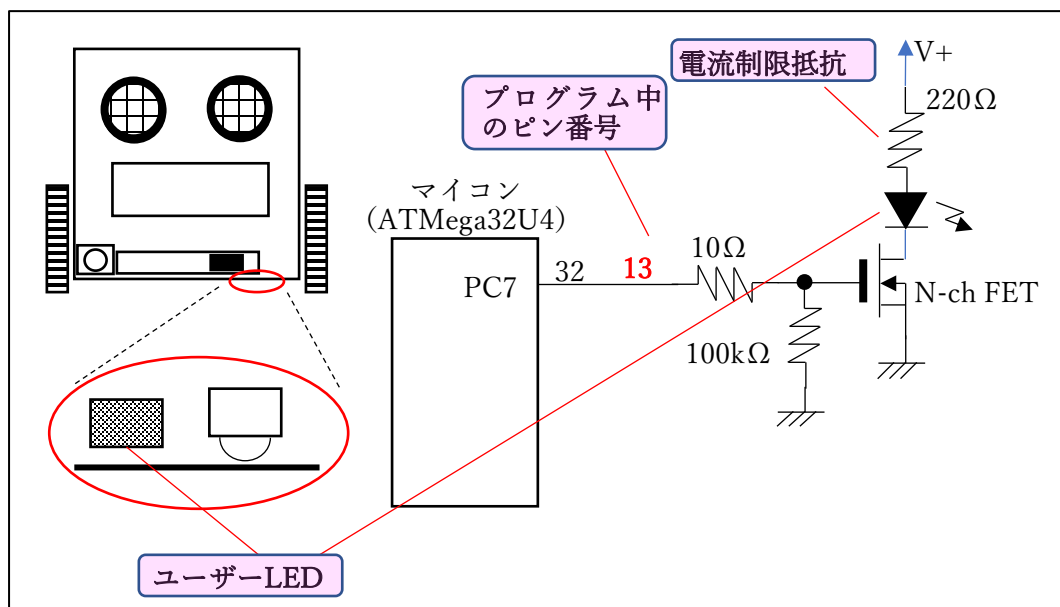 電流制限抵抗
V+
220Ω
プログラム中
のピン番号
マイコン
(ATMega32U4)
PC7
32
13
10Ω
100kΩ
N-ch FET
ユーザーLED